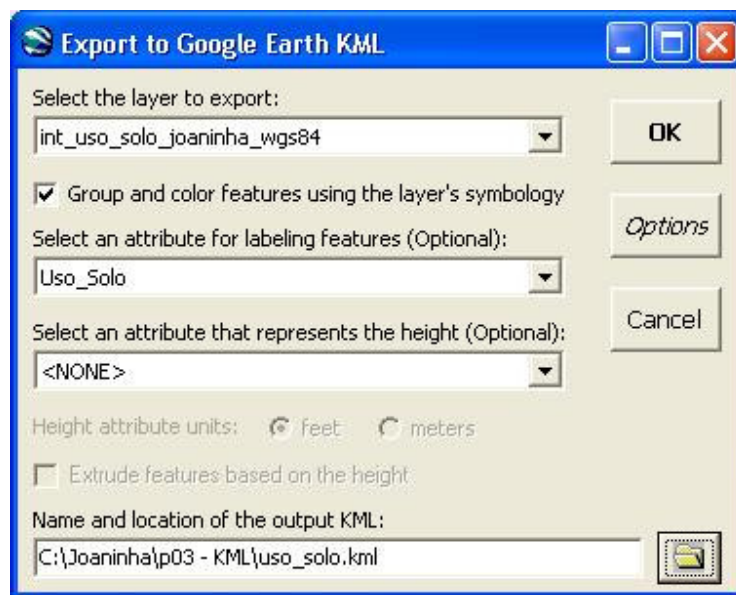 Export to Google Earth KML
Select the layer to export:
int_uso_solo_joaninha_wgs84
OK
Group and color features using the layer's symbology
Options
Select an attribute for labeling features (Optional):
Uso_Solo
Cancel
Select an attribute that represents the height (Optional):
<NONE>
Height attribute units: feet meters
Extrude features based on the height
Name and location of the output KML:
C:\Joaninha\p03 - KML\uso_solo.kml